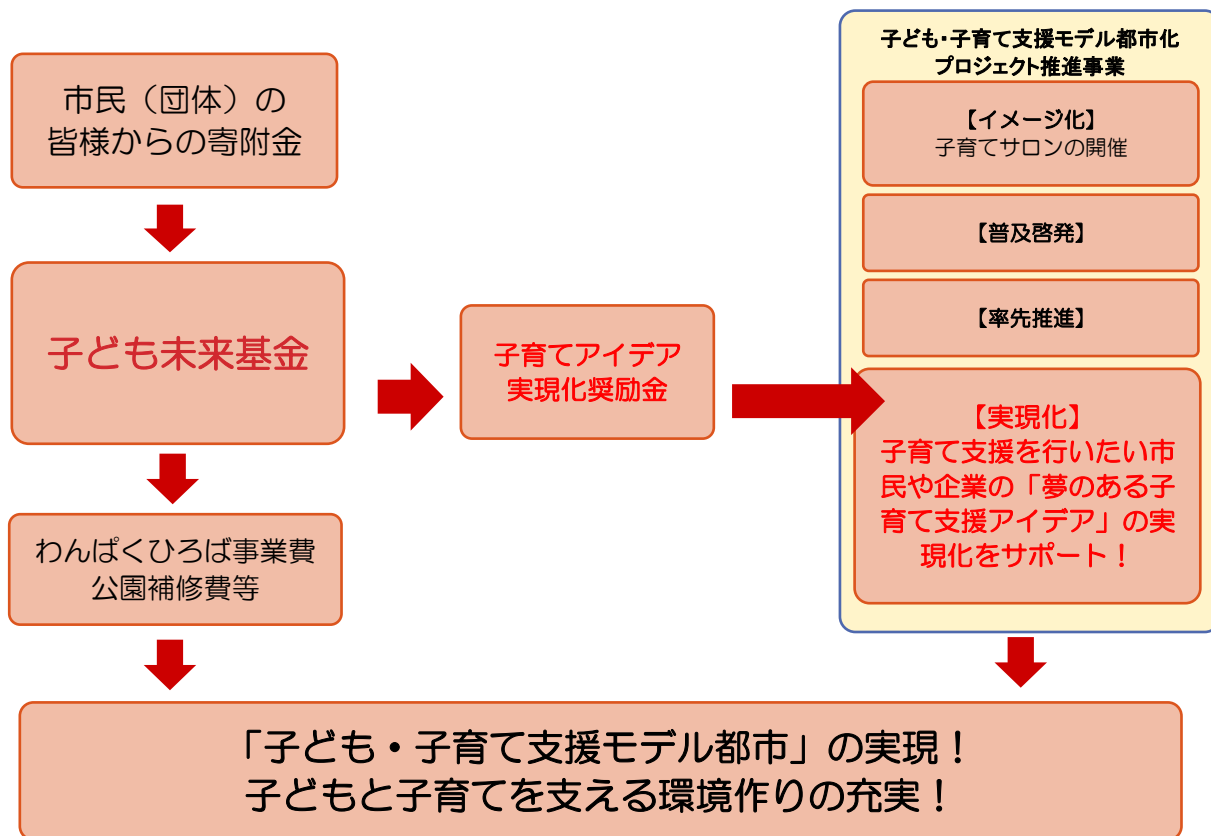 市民（団体）の
皆様からの寄附金
子ども未来基金
わんぱくひろば事業費
公園補修費等
子育てアイデア
実現化奨励金
子ども・子育て支援モデル都市化
プロジェクト推進事業
【イメージ化】
子育てサロンの開催
【普及啓発】
【率先推進】
【実現化】
子育て支援を行いたい市
民や企業の「夢のある子
育て支援アイデア」の実
現化をサポート！
「子ども・子育て支援モデル都市」の実現！
子どもと子育てを支える環境作りの充実！